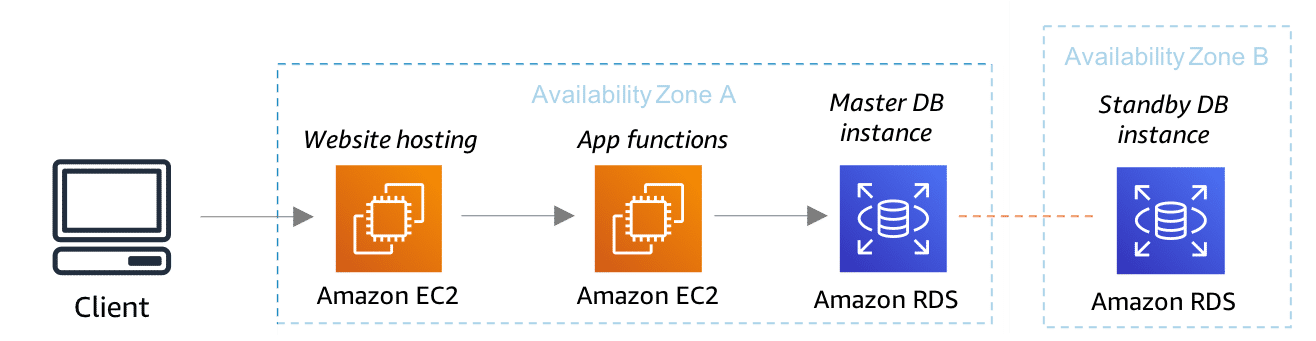 Availability Zone B
Availability Zone A
Master DB
instance
Standby DB
instance
Website hosting
App functions
Client
Amazon EC2
Amazon EC2
Amazon RDS
Amazon RDS